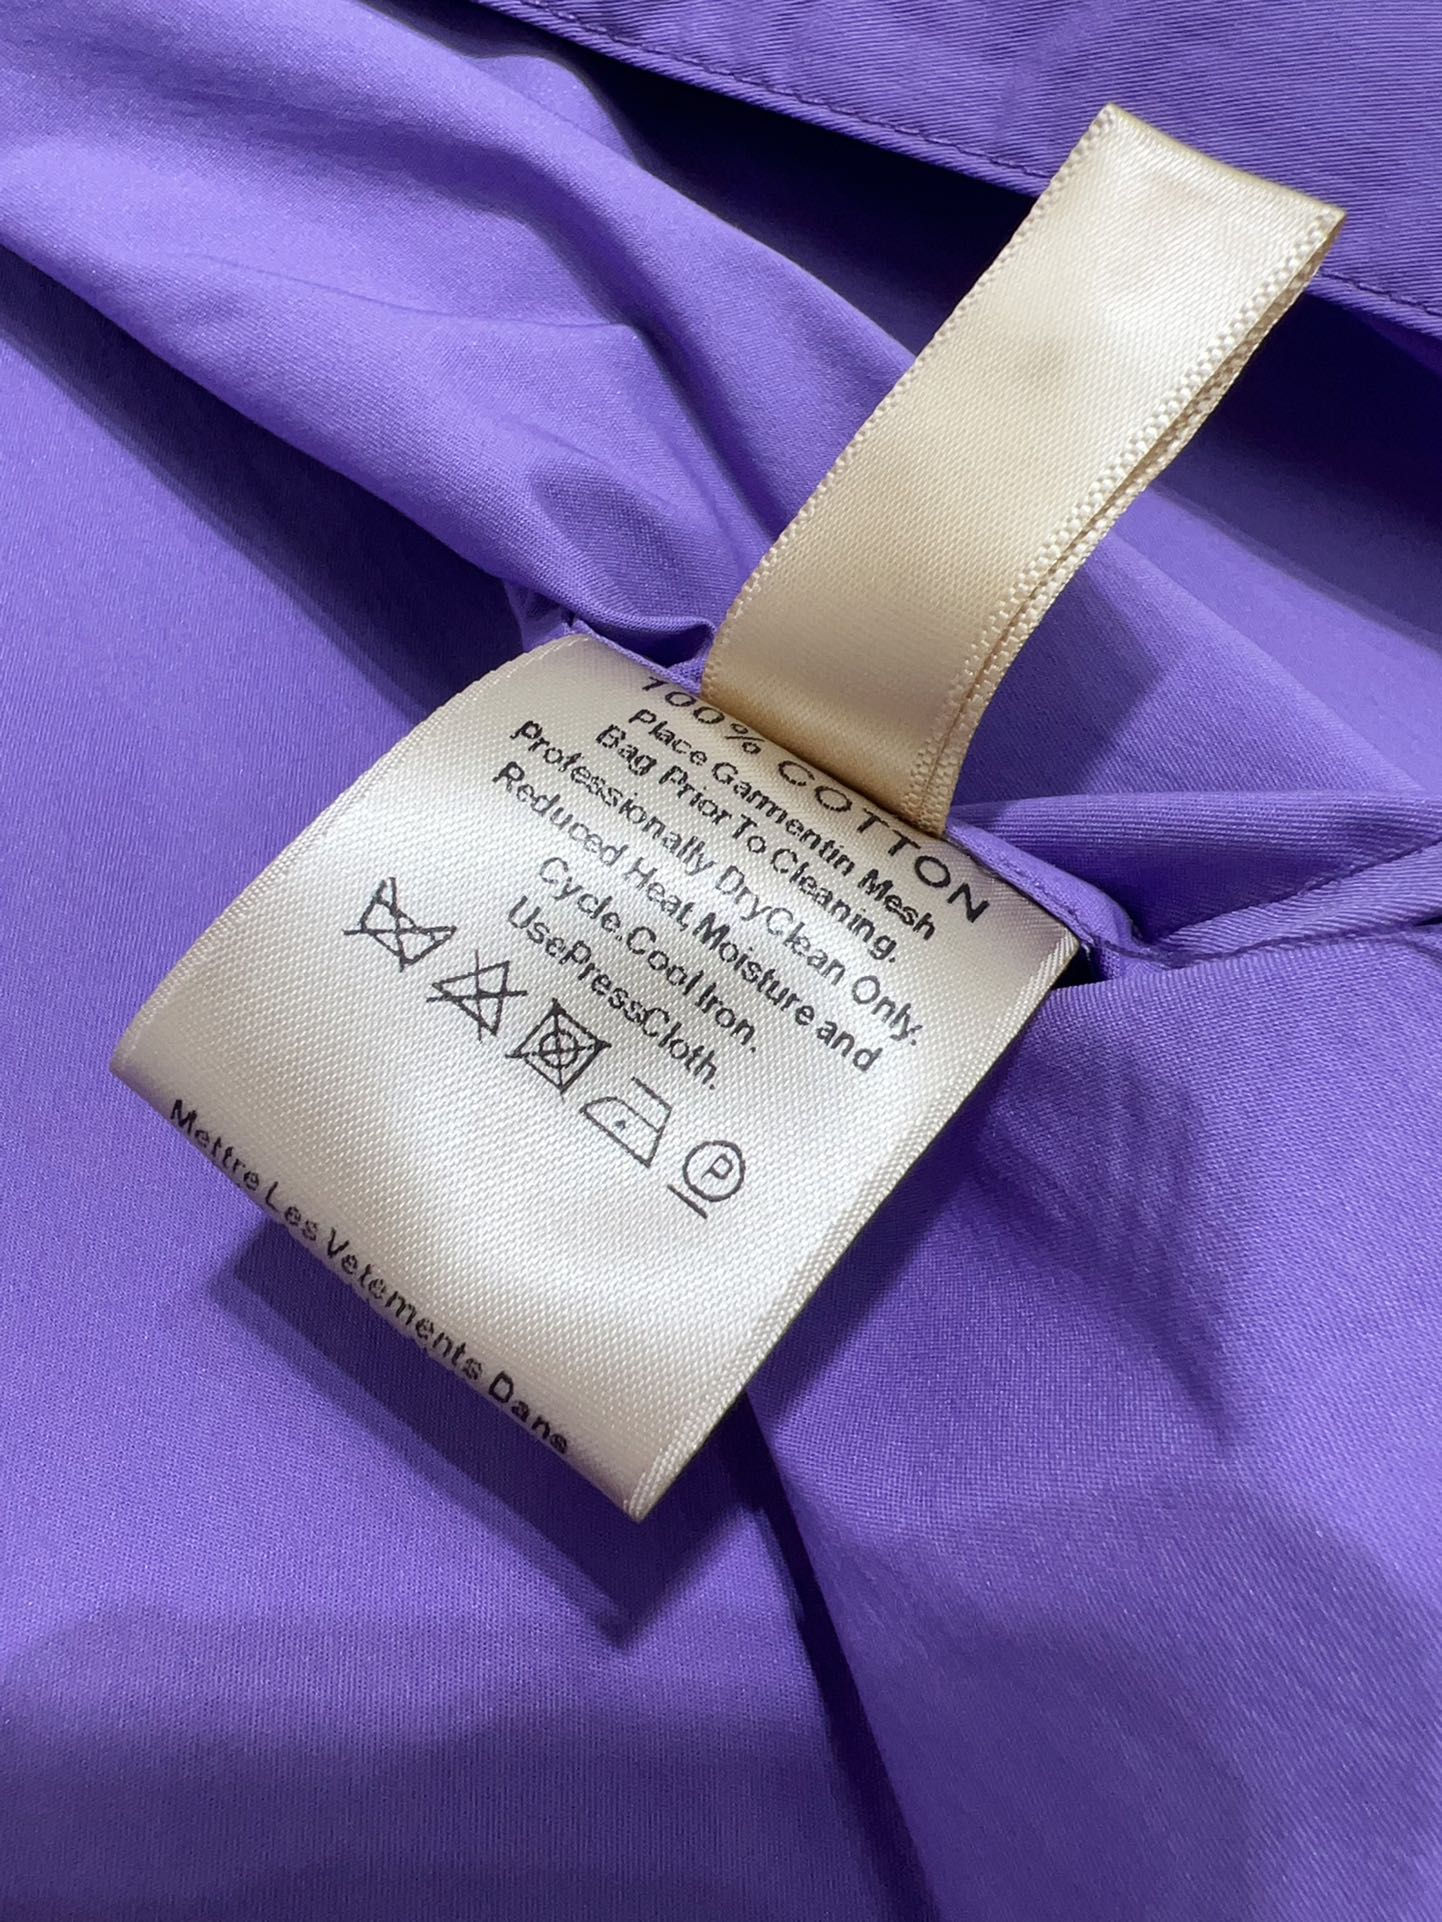 100% COTTON
Place Garmentin Mesh
Bag Prior To Cleaning.
Professionally DryClean Only.
Reduced Heat, Moisture and
Cycle.Cool Iron.
UsePressCloth.
P
Mettre Les Vetements Dans